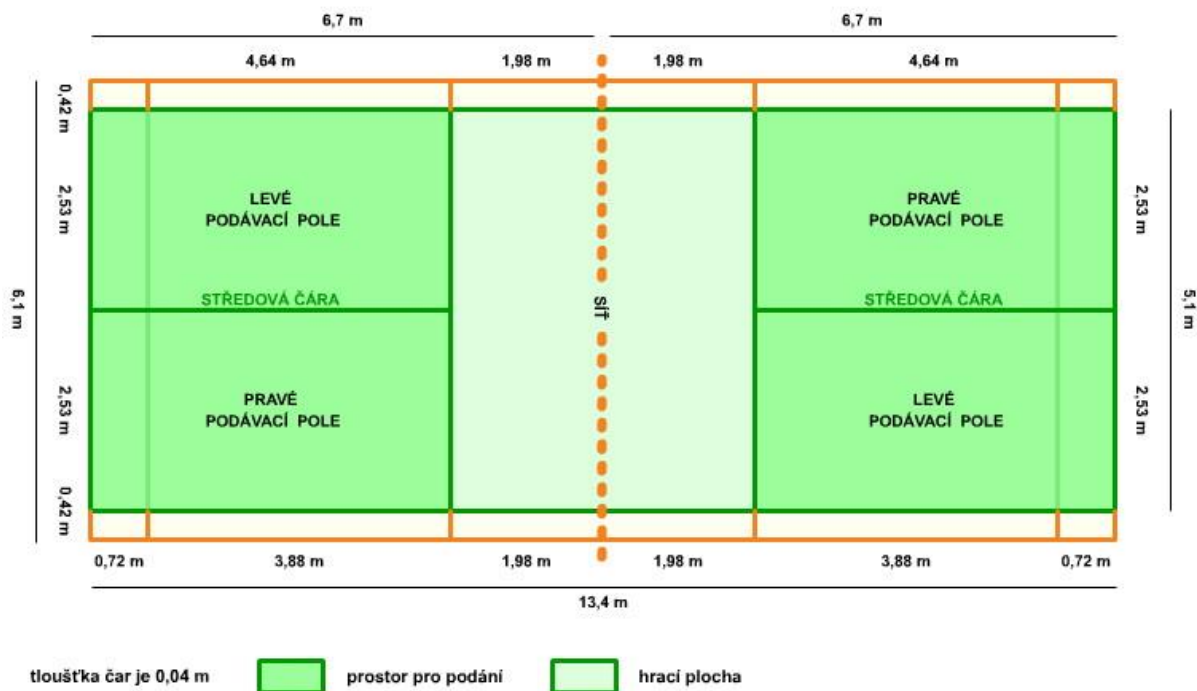 6,7 m 6,7 m
4,64 m 1,98 m 1,98 m 4,64 m
0,42 m
2,53 m
6,1 m
2,53 m
0,42 m
LEVÉ
PODÁVACÍ POLE
STŘEDOVÁ ČÁRA
PRAVÉ
PODÁVACÍ POLE
SÍŤ
PRAVÉ
PODÁVACÍ POLE
STŘEDOVÁ ČÁRA
LEVÉ
PODÁVACÍ POLE
2,53 m
5,1 m
2,53 m
0,72 m 3,88 m 1,98 m 1,98 m 3,88 m 0,72 m
13,4 m
tloušťka čar je 0,04 m prostor pro podání hrací plocha